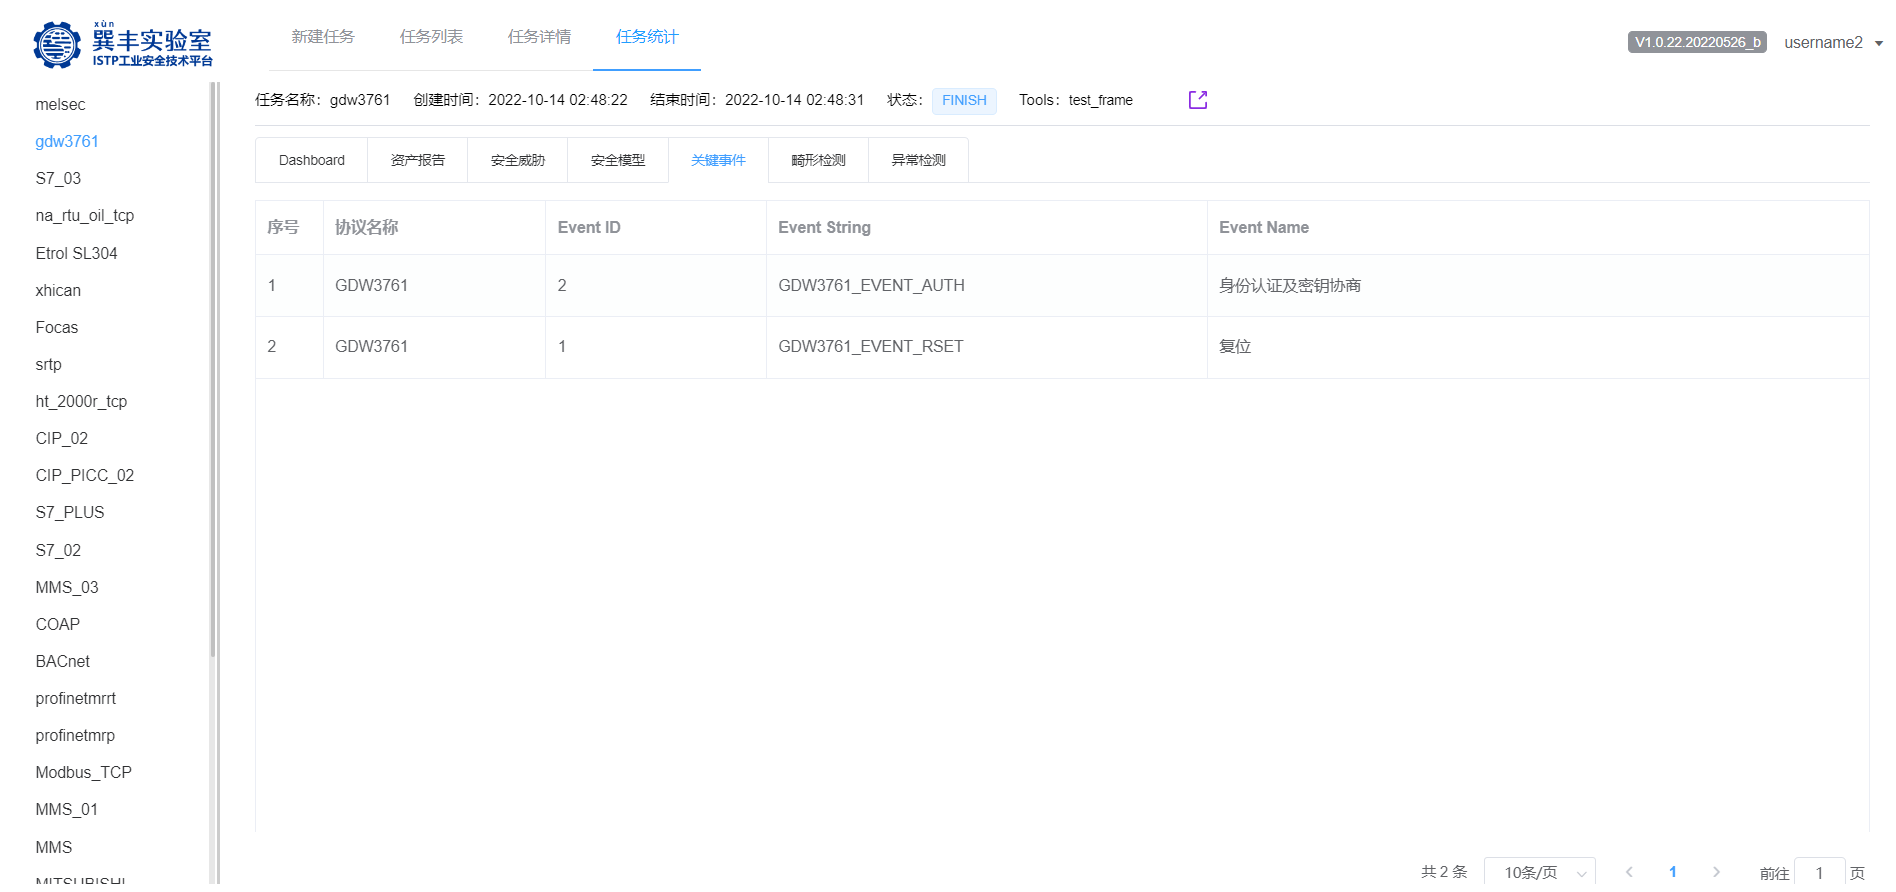 xùn
巽丰实验室
ISTP工业安全技术平台
新建任务 任务列表 任务详情 任务统计
V1.0.22.20220526_b username2
melsec
gdw3761
S7_03
na_rtu_oil_tcp
Etrol SL304
xhican
Focas
srtp
ht_2000r_tcp
CIP_02
CIP_PICC_02
S7_PLUS
S7_02
MMS_03
COAP
BACnet
profinetmrrt
profinetmrp
Modbus_TCP
MMS_01
MMS
MITSUBISHI
任务名称：gdw3761 创建时间：2022-10-14 02:48:22 结束时间：2022-10-14 02:48:31 状态： FINISH Tools：test_frame
Dashboard 资产报告 安全威胁 安全模型 关键事件 畸形检测 异常检测
序号 协议名称 Event ID Event String Event Name
1 GDW3761 2 GDW3761_EVENT_AUTH 身份认证及密钥协商
2 GDW3761 1 GDW3761_EVENT_RSET 复位
共 2 条 10条/页 1 前往 1 页